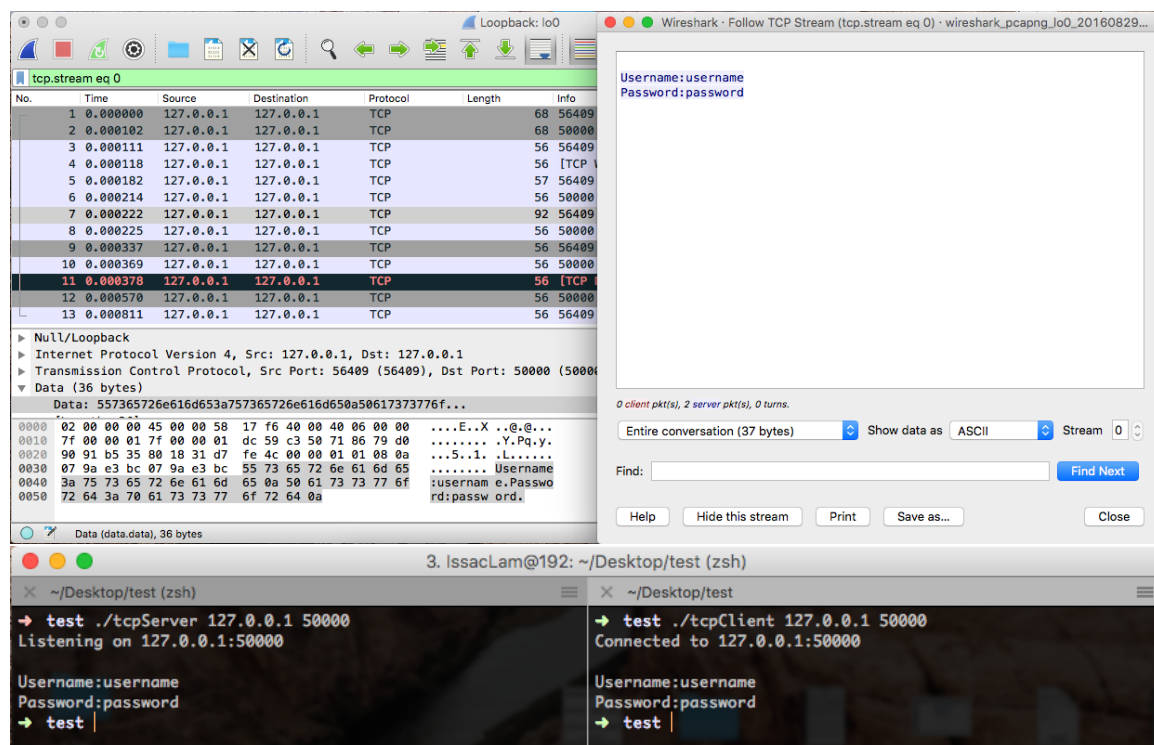 Loopback: lo0
tcp.stream eq 0
No. Time Source Destination Protocol Length Info
1 0.000000 127.0.0.1 127.0.0.1 TCP 68 56409
2 0.000102 127.0.0.1 127.0.0.1 TCP 68 50000
3 0.000111 127.0.0.1 127.0.0.1 TCP 56 56409
4 0.000118 127.0.0.1 127.0.0.1 TCP 56 [TCP
5 0.000182 127.0.0.1 127.0.0.1 TCP 57 56409
6 0.000214 127.0.0.1 127.0.0.1 TCP 56 50000
7 0.000222 127.0.0.1 127.0.0.1 TCP 92 56409
8 0.000225 127.0.0.1 127.0.0.1 TCP 56 50000
9 0.000337 127.0.0.1 127.0.0.1 TCP 56 56409
10 0.000369 127.0.0.1 127.0.0.1 TCP 56 50000
11 0.000378 127.0.0.1 127.0.0.1 TCP 56 [TCP
12 0.000570 127.0.0.1 127.0.0.1 TCP 56 50000
13 0.000811 127.0.0.1 127.0.0.1 TCP 56 56409
Null/Loopback
Internet Protocol Version 4, Src: 127.0.0.1, Dst: 127.0.0.1
Transmission Control Protocol, Src Port: 56409 (56409), Dst Port: 50000 (50000
Data (36 bytes)
Data: 557365726e616d653a757365726e616d650a50617373776f...
0000 02 00 00 00 45 00 00 58 17 f6 40 00 40 06 00 00 ....E..X ..@.@...
0010 7f 00 00 01 7f 00 00 01 dc 59 c3 50 71 86 79 d0 ........ .Y.Pq.y.
0020 90 91 b5 35 80 18 31 d7 fe 4c 00 00 01 01 08 0a ...5..1. .L......
0030 07 9a e3 bc 07 9a e3 bc 55 73 65 72 6e 61 6d 65 ........ Username
0040 3a 75 73 65 72 6e 61 6d 65 0a 50 61 73 73 77 6f :usernam e.Passwo
0050 72 64 3a 70 61 73 73 77 6f 72 64 0a rd:passw ord.
Data (data.data), 36 bytes
Wireshark · Follow TCP Stream (tcp.stream eq 0) · wireshark_pcapng_lo0_20160829...
Username:username
Password:password
0 client pkt(s), 2 server pkt(s), 0 turns.
Entire conversation (37 bytes) Show data as ASCII Stream 0
Find: Find Next
Help Hide this stream Print Save as... Close
3. IssacLam@192: ~/Desktop/test (zsh)
~/Desktop/test (zsh)
→ test ./tcpServer 127.0.0.1 50000
Listening on 127.0.0.1:50000
Username:username
Password:password
→ test
~/Desktop/test
→ test ./tcpClient 127.0.0.1 50000
Connected to 127.0.0.1:50000
Username:username
Password:password
→ test